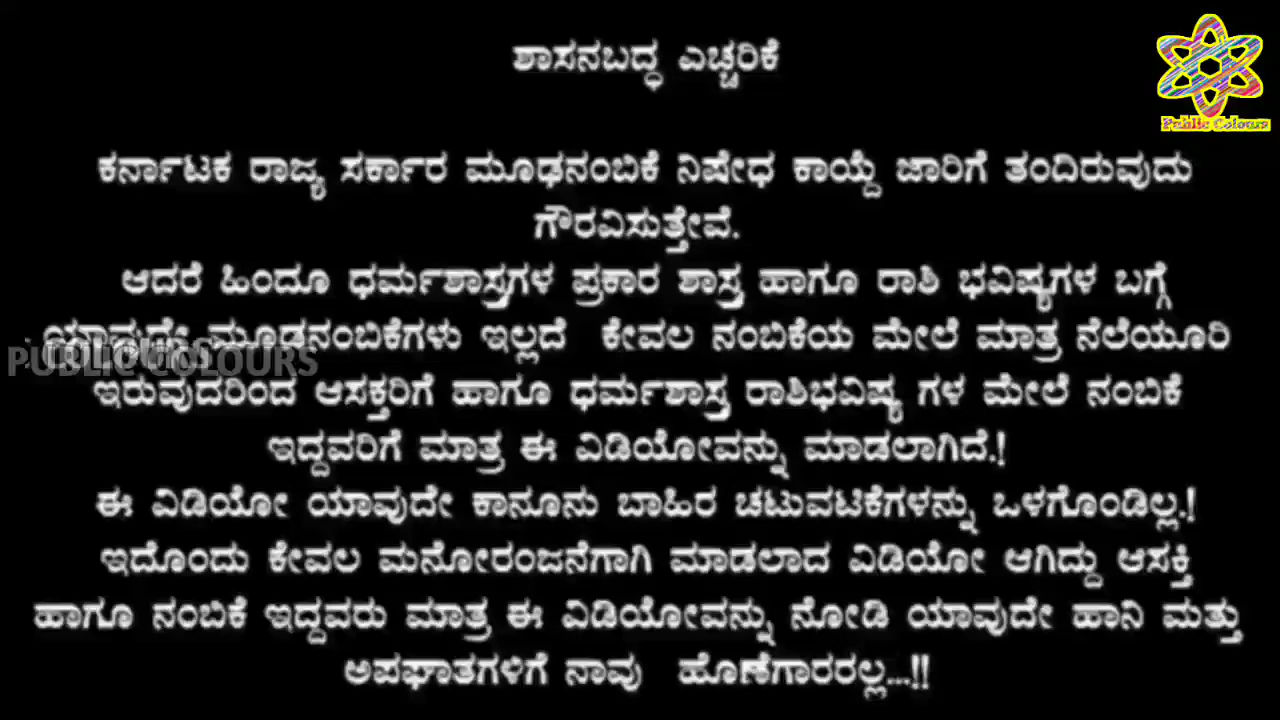 ಶಾಸನಬದ್ಧ ಎಚ್ಚರಿಕೆ
Public Colours
ಕರ್ನಾಟಕ ರಾಜ್ಯ ಸರ್ಕಾರ ಮೂಢನಂಬಿಕೆ ನಿಷೇಧ ಕಾಯ್ದೆ ಜಾರಿಗೆ ತಂದಿರುವುದು
ಗೌರವಿಸುತ್ತೇವೆ.
ಆದರೆ ಹಿಂದೂ ಧರ್ಮಶಾಸ್ತ್ರಗಳ ಪ್ರಕಾರ ಶಾಸ್ತ್ರ ಹಾಗೂ ರಾಶಿ ಭವಿಷ್ಯಗಳ ಬಗ್ಗೆ
ಯಾವುದೇ ಮೂಡನಂಬಿಕೆಗಳು ಇಲ್ಲದೆ ಕೇವಲ ನಂಬಿಕೆಯ ಮೇಲೆ ಮಾತ್ರ ನೆಲೆಯೂರಿ
PUBLIC COLOURS
ಇರುವುದರಿಂದ ಆಸಕ್ತರಿಗೆ ಹಾಗೂ ಧರ್ಮಶಾಸ್ತ್ರ ರಾಶಿಭವಿಷ್ಯ ಗಳ ಮೇಲೆ ನಂಬಿಕೆ
ಇದ್ದವರಿಗೆ ಮಾತ್ರ ಈ ವಿಡಿಯೋವನ್ನು ಮಾಡಲಾಗಿದೆ.!
ಈ ವಿಡಿಯೋ ಯಾವುದೇ ಕಾನೂನು ಬಾಹಿರ ಚಟುವಟಿಕೆಗಳನ್ನು ಒಳಗೊಂಡಿಲ್ಲ.!
ಇದೊಂದು ಕೇವಲ ಮನೋರಂಜನೆಗಾಗಿ ಮಾಡಲಾದ ವಿಡಿಯೋ ಆಗಿದ್ದು ಆಸಕ್ತಿ
ಹಾಗೂ ನಂಬಿಕೆ ಇದ್ದವರು ಮಾತ್ರ ಈ ವಿಡಿಯೋವನ್ನು ನೋಡಿ ಯಾವುದೇ ಹಾನಿ ಮತ್ತು
ಅಪಘಾತಗಳಿಗೆ ನಾವು ಹೊಣೆಗಾರರಲ್ಲ...!!